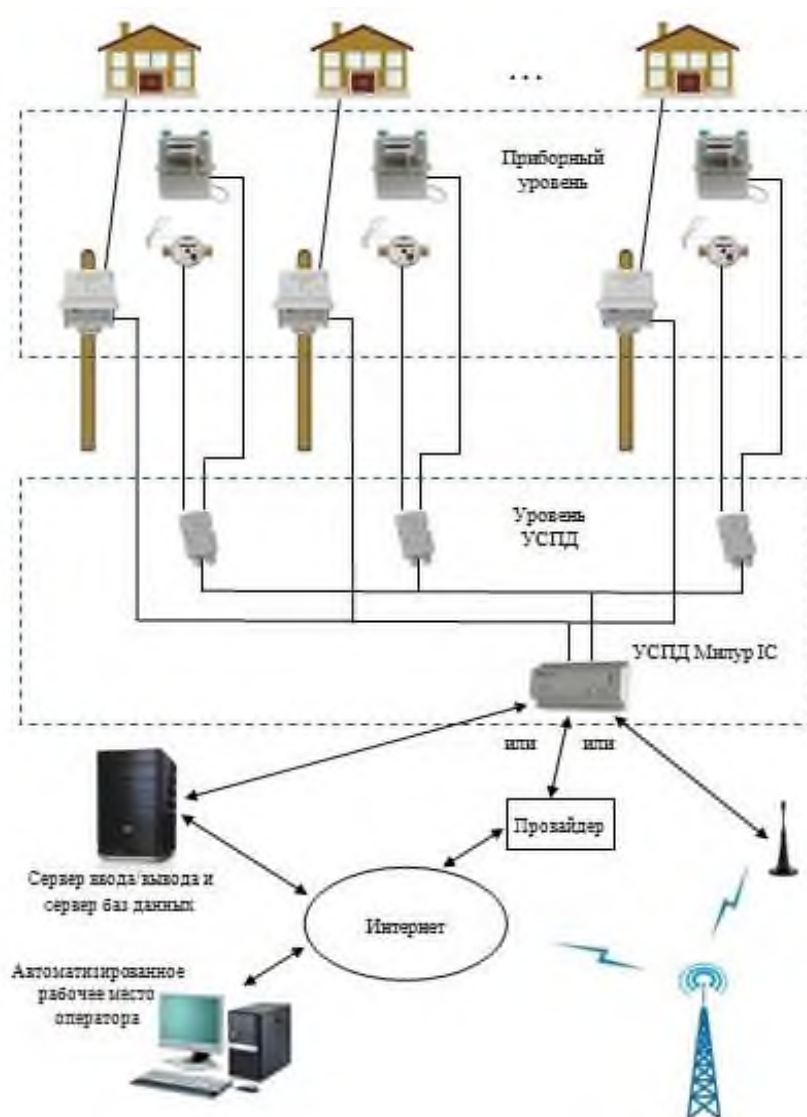 ...
Приборный
уровень
Уровень
УСПД
УСПД Милур IC
или
или
Провайдер
Сервер ввода/вывода и
сервер баз данных
Интернет
Автоматизированное
рабочее место
оператора